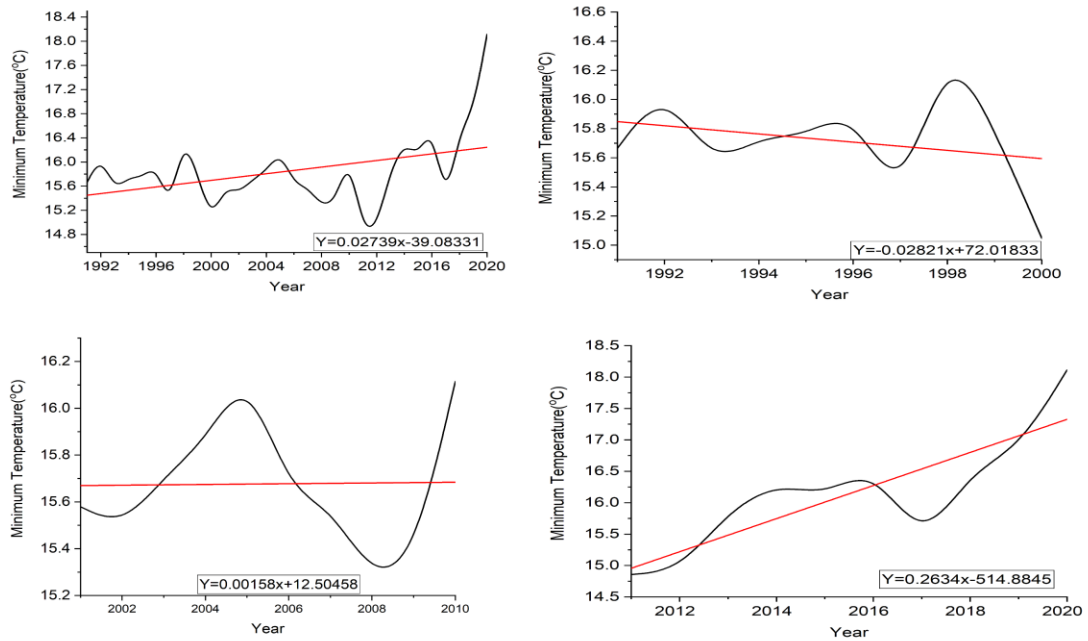 18.4
18.0
17.6
17.2
16.8
16.4
16.0
15.6
15.2
14.8
Minimum Temperature(°C)
Y=0.02739x-39.08331
1992 1996 2000 2004 2008 2012 2016 2020
Year
16.6
16.2
16.0
15.8
15.6
15.4
15.2
15.0
Minimum Temperature(°C)
Y=-0.02821x+72.01833
1992 1994 1996 1998 2000
Year
16.2
16.0
15.8
15.6
15.4
15.2
Minimum Temperature(°C)
Y=0.00158x+12.50458
2002 2004 2006 2008 2010
Year
18.5
18.0
17.5
17.0
16.5
16.0
15.5
15.0
14.5
Minimum Temperature(°C)
Y=0.2634x-514.8845
2012 2014 2016 2018 2020
Year